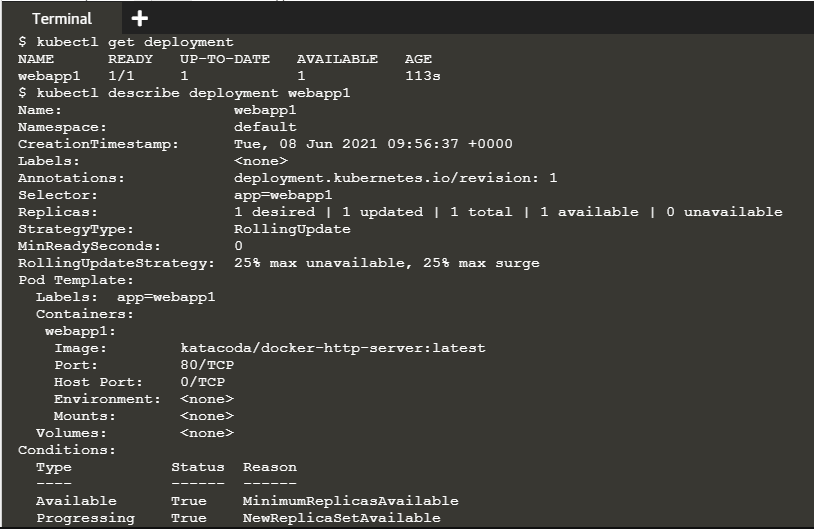 Terminal +
$ kubectl get deployment
NAME READY UP-TO-DATE AVAILABLE AGE
webapp1 1/1 1 1 113s
$ kubectl describe deployment webapp1
Name: webapp1
Namespace: default
CreationTimestamp: Tue, 08 Jun 2021 09:56:37 +0000
Labels: <none>
Annotations: deployment.kubernetes.io/revision: 1
Selector: app=webapp1
Replicas: 1 desired | 1 updated | 1 total | 1 available | 0 unavailable
StrategyType: RollingUpdate
MinReadySeconds: 0
RollingUpdateStrategy: 25% max unavailable, 25% max surge
Pod Template:
Labels: app=webapp1
Containers:
webapp1:
Image: katacoda/docker-http-server:latest
Port: 80/TCP
Host Port: 0/TCP
Environment: <none>
Mounts: <none>
Volumes: <none>
Conditions:
Type Status Reason
---- ------ ------
Available True MinimumReplicasAvailable
Progressing True NewReplicaSetAvailable